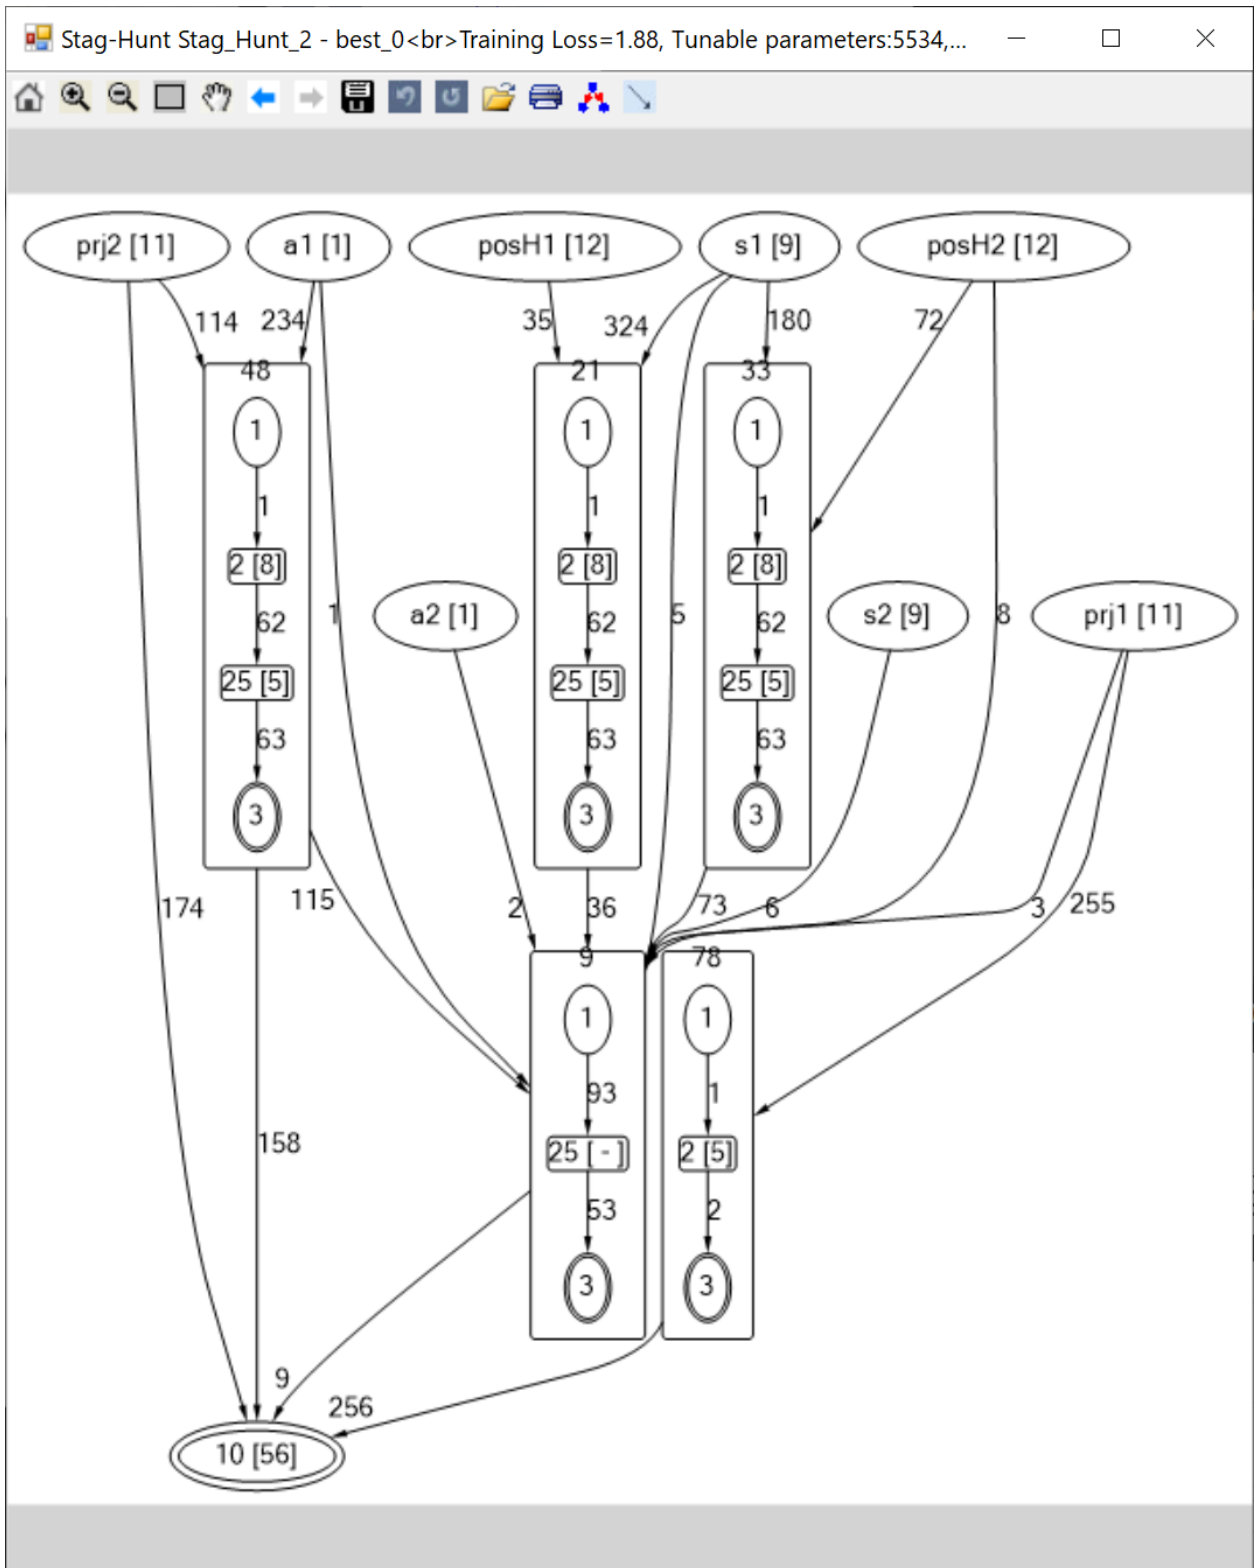 Stag-Hunt Stag_Hunt_2 - best_0<br>Training Loss=1.88, Tunable parameters:5534,...
prj2 [11] a1 [1] posH1 [12] s1 [9] posH2 [12]
114 234 35 324 180 72
48 21 33
1 1 1
1 1 1
2 [8] 2 [8] 2 [8]
62 62 62
1 a2 [1] 5 s2 [9] 8 prj1 [11]
25 [5] 25 [5] 25 [5]
63 63 63
3 3 3
174 115 2 36 73 6 3 255
9 78
1 1
93 1
158 25 [ - ] 2 [5]
53 2
3 3
9
256
10 [56]